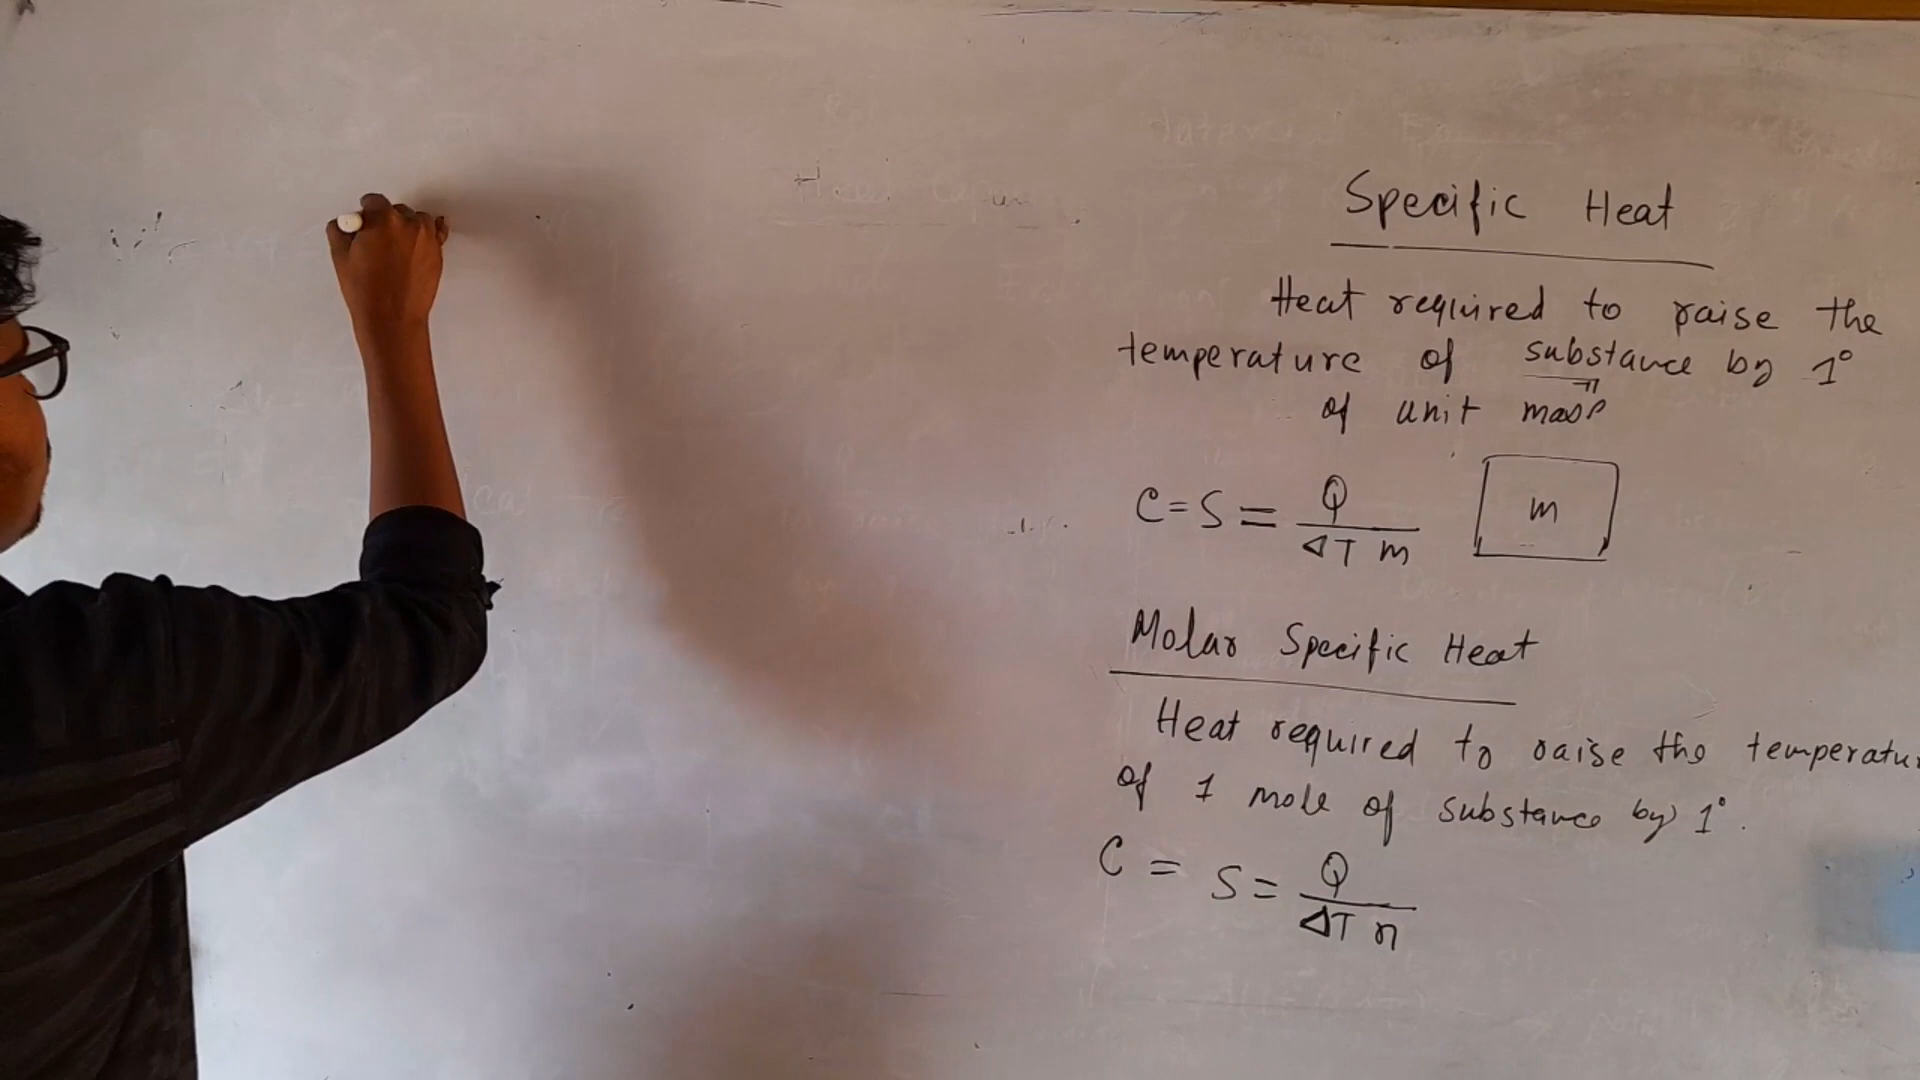 Specific Heat
Heat required to raise the
temperature of substance by 1°
of unit mass
C = S = Q / ΔT m
m
Molar Specific Heat
Heat required to raise the temperatu
of 1 mole of substance by 1°.
C = S = Q / ΔT n